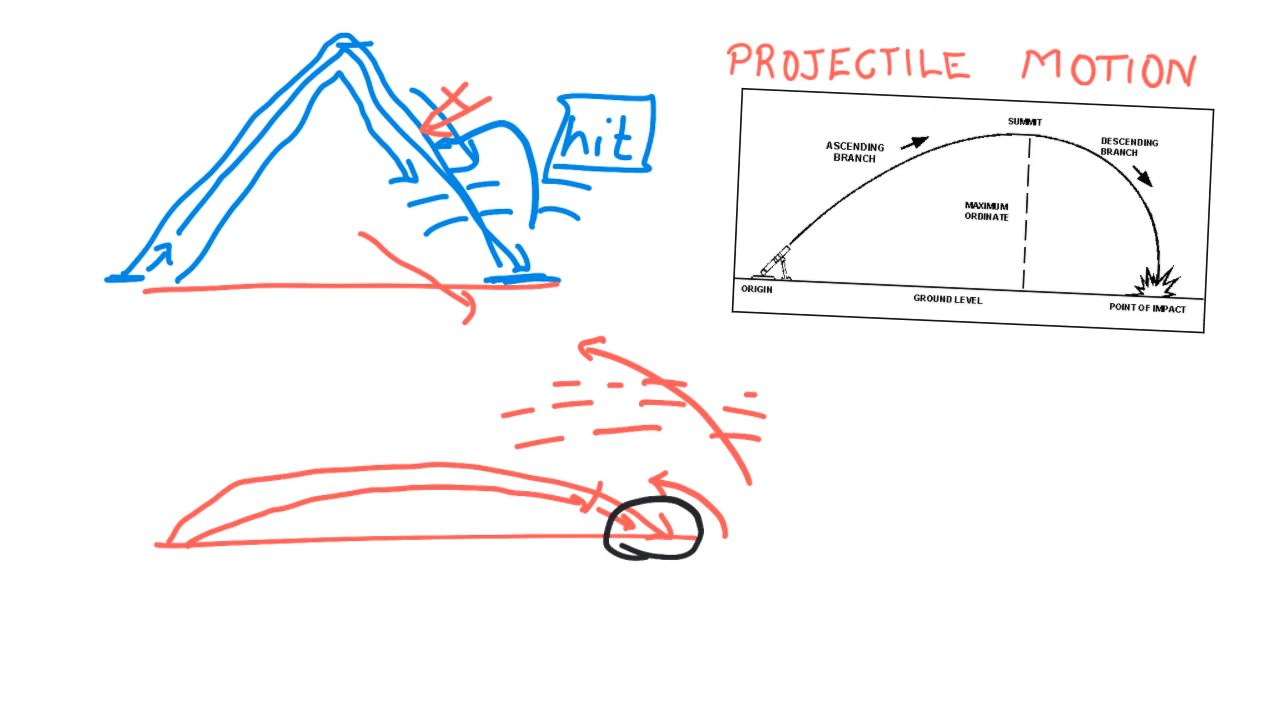 hit
PROJECTILE MOTION
SUMMIT
ASCENDING
BRANCH
DESCENDING
BRANCH
MAXIMUM
ORDINATE
ORIGIN
GROUND LEVEL
POINT OF IMPACT